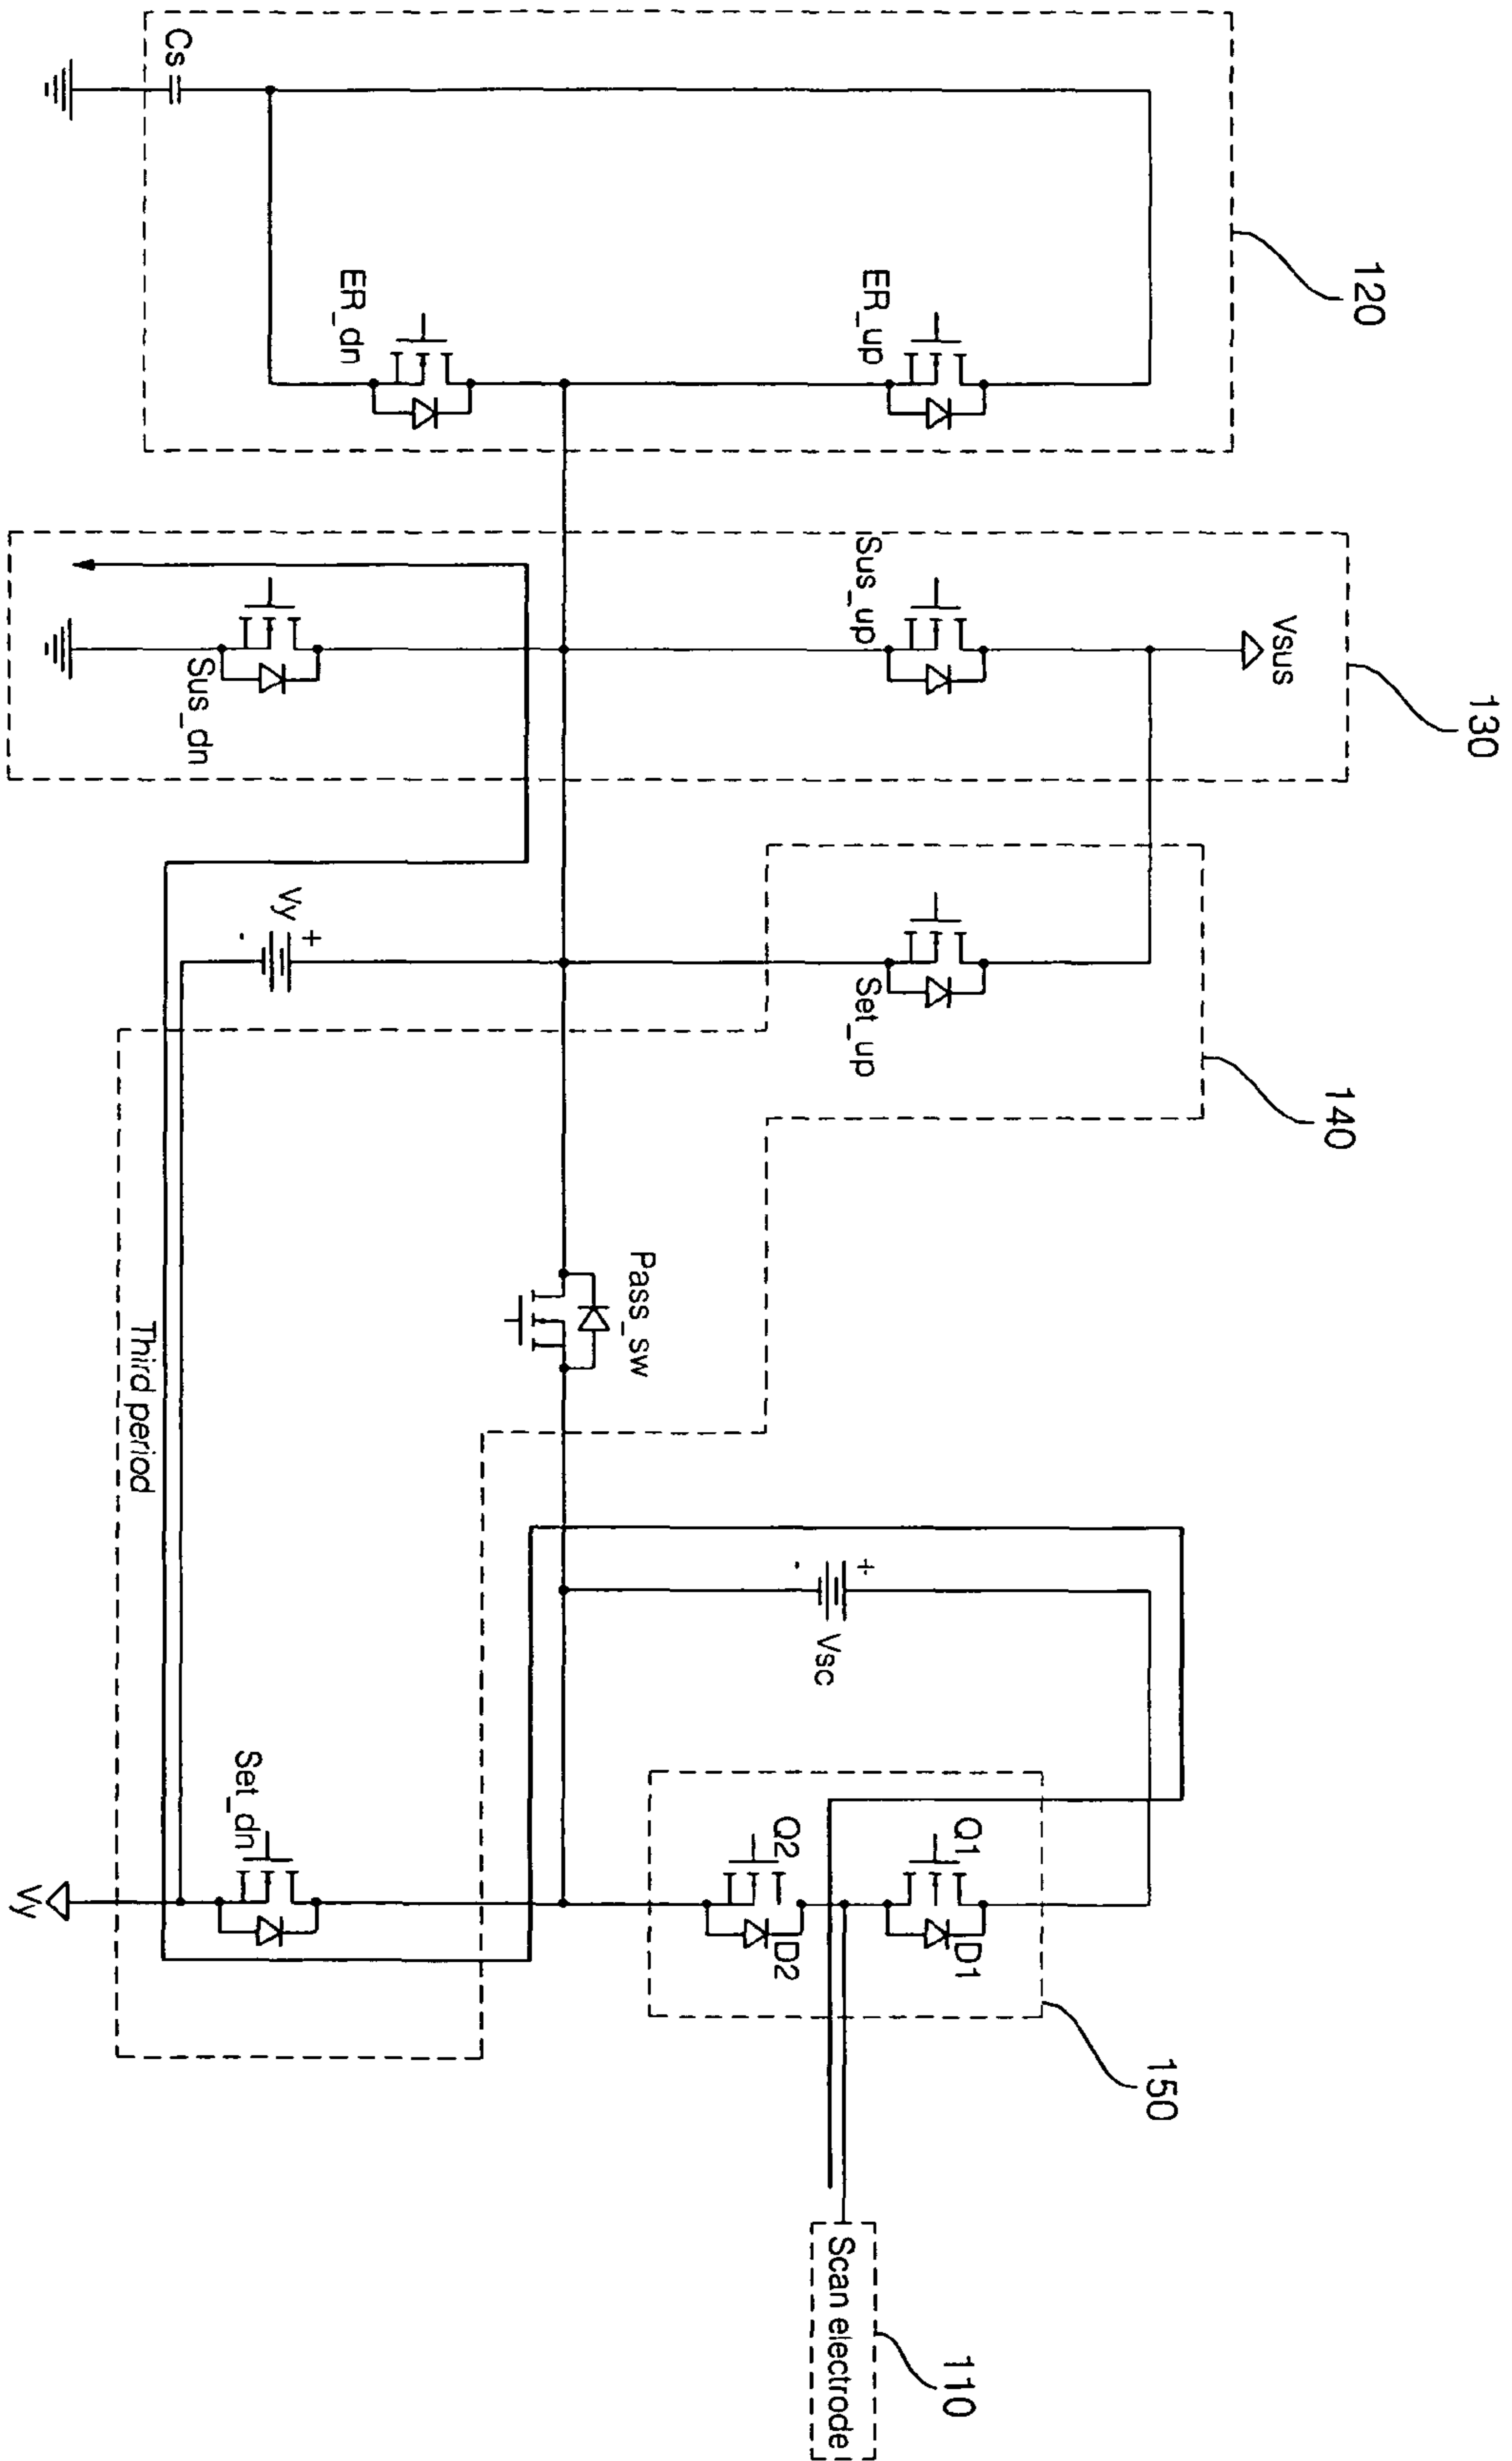 120
Cs
ER_up
ER_dn
130
Vsus
Sus_up
Sus_dn
140
Set_up
Vy
+
-
Pass_sw
Third period
+
-
Vsc
Set_dn
Vy
Q1
D1
Q2
D2
150
Scan electrode
110